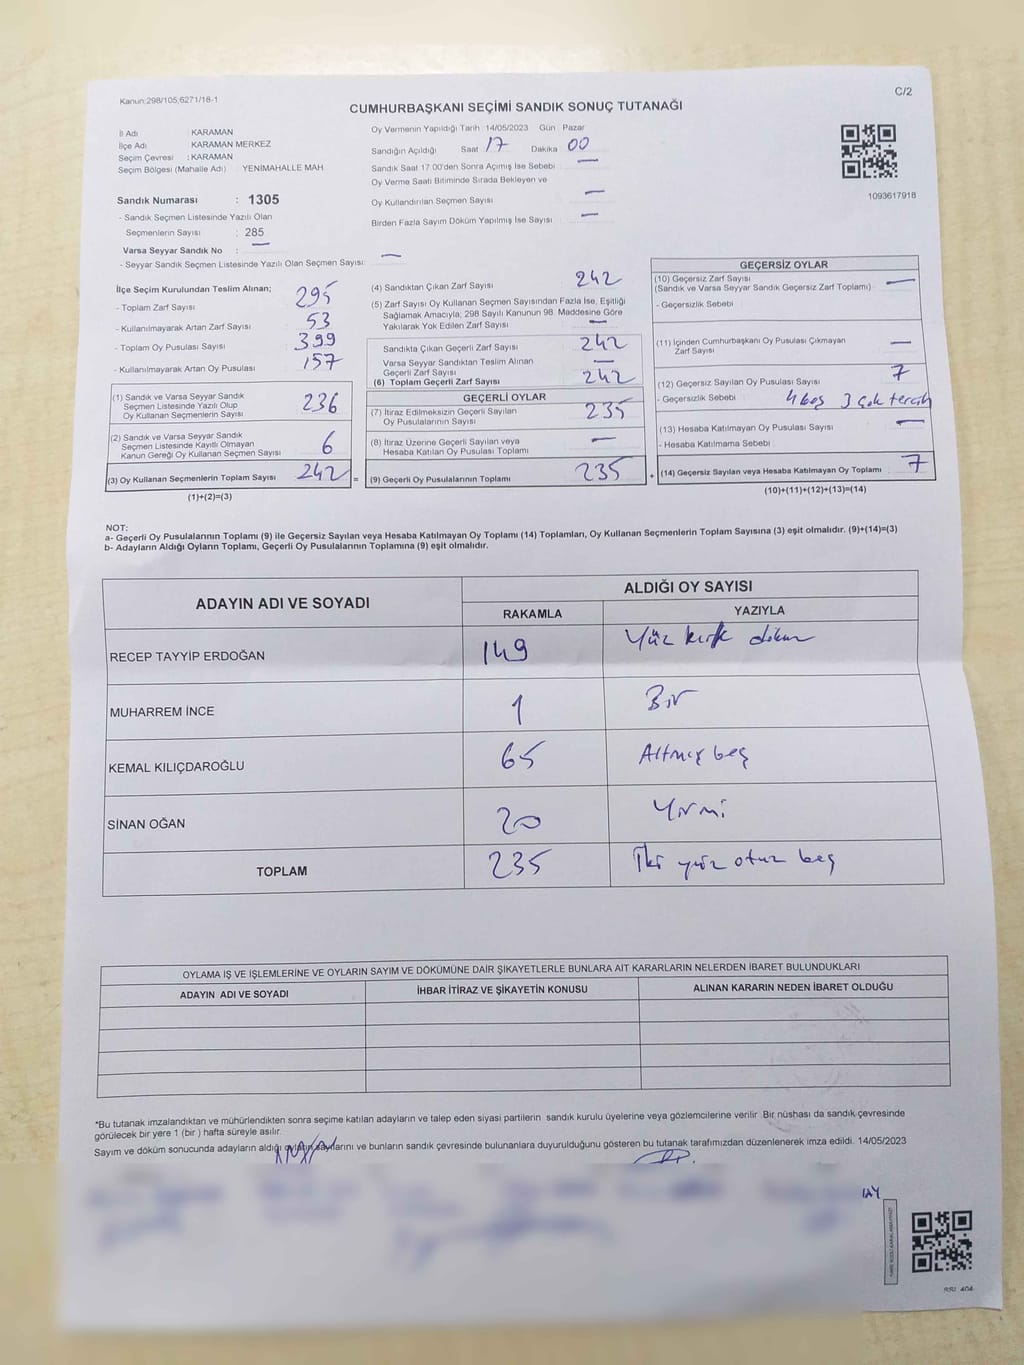 Kanun:298/105;6271/18-1
C/2
CUMHURBAŞKANI SEÇİMİ SANDIK SONUÇ TUTANAĞI
İl Adı : KARAMAN
İlçe Adı : KARAMAN MERKEZ
Seçim Çevresi : KARAMAN
Seçim Bölgesi (Mahalle Adı) YENİMAHALLE MAH.
Sandık Numarası : 1305
- Sandık Seçmen Listesinde Yazılı Olan
Seçmenlerin Sayısı : 285
Varsa Seyyar Sandık No : —
- Seyyar Sandık Seçmen Listesinde Yazılı Olan Seçmen Sayısı: —
Oy Vermenin Yapıldığı Tarih 14/05/2023 Gün Pazar
Sandığın Açıldığı Saat 17 Dakika 00
Sandık Saat 17.00'den Sonra Açılmış İse Sebebi : —
Oy Verme Saati Bitiminde Sırada Bekleyen ve
Oy Kullandırılan Seçmen Sayısı —
Birden Fazla Sayım Döküm Yapılmış İse Sayısı —
1093617918
İlçe Seçim Kurulundan Teslim Alınan;
- Toplam Zarf Sayısı : 295
- Kullanılmayarak Artan Zarf Sayısı : 53
- Toplam Oy Pusulası Sayısı : 399
- Kullanılmayarak Artan Oy Pusulası : 157
(1) Sandık ve Varsa Seyyar Sandık
Seçmen Listesinde Yazılı Olup
Oy Kullanan Seçmenlerin Sayısı 236
(2) Sandık ve Varsa Seyyar Sandık
Seçmen Listesinde Kayıtlı Olmayan
Kanun Gereği Oy Kullanan Seçmen Sayısı 6
(3) Oy Kullanan Seçmenlerin Toplam Sayısı 242 =
(1)+(2)=(3)
(4) Sandıktan Çıkan Zarf Sayısı : 242
(5) Zarf Sayısı Oy Kullanan Seçmen Sayısından Fazla İse, Eşitliği
Sağlamak Amacıyla; 298 Sayılı Kanunun 98. Maddesine Göre
Yakılarak Yok Edilen Zarf Sayısı : —
Sandıkta Çıkan Geçerli Zarf Sayısı : 242
Varsa Seyyar Sandıktan Teslim Alınan
Geçerli Zarf Sayısı : —
(6) Toplam Geçerli Zarf Sayısı : 242
GEÇERLİ OYLAR
(7) İtiraz Edilmeksizin Geçerli Sayılan
Oy Pusulalarının Sayısı : 235
(8) İtiraz Üzerine Geçerli Sayılan veya
Hesaba Katılan Oy Pusulası Toplamı : —
(9) Geçerli Oy Pusulalarının Toplamı : 235 +
GEÇERSİZ OYLAR
(10) Geçersiz Zarf Sayısı
(Sandık ve Varsa Seyyar Sandık Geçersiz Zarf Toplamı) : —
- Geçersizlik Sebebi :
(11) İçinden Cumhurbaşkanı Oy Pusulası Çıkmayan
Zarf Sayısı : —
(12) Geçersiz Sayılan Oy Pusulası Sayısı : 7
- Geçersizlik Sebebi : 4 boş 3 çok tercih
(13) Hesaba Katılmayan Oy Pusulası Sayısı : —
- Hesaba Katılmama Sebebi :
(14) Geçersiz Sayılan veya Hesaba Katılmayan Oy Toplamı : 7
(10)+(11)+(12)+(13)=(14)
NOT:
a- Geçerli Oy Pusulalarının Toplamı (9) ile Geçersiz Sayılan veya Hesaba Katılmayan Oy Toplamı (14) Toplamları, Oy Kullanan Seçmenlerin Toplam Sayısına (3) eşit olmalıdır. (9)+(14)=(3)
b- Adayların Aldığı Oyların Toplamı, Geçerli Oy Pusulalarının Toplamına (9) eşit olmalıdır.
ADAYIN ADI VE SOYADI ALDIĞI OY SAYISI
RAKAMLA YAZIYLA
RECEP TAYYİP ERDOĞAN 149 Yüz kırk dokuz
MUHARREM İNCE 1 Bir
KEMAL KILIÇDAROĞLU 65 Altmış beş
SİNAN OĞAN 20 Yirmi
TOPLAM 235 İki yüz otuz beş
OYLAMA İŞ VE İŞLEMLERİNE VE OYLARIN SAYIM VE DÖKÜMÜNE DAİR ŞİKAYETLERLE BUNLARA AİT KARARLARIN NELERDEN İBARET BULUNDUKLARI
ADAYIN ADI VE SOYADI İHBAR İTİRAZ VE ŞİKAYETİN KONUSU ALINAN KARARIN NEDEN İBARET OLDUĞU
*Bu tutanak imzalandıktan ve mühürlendikten sonra seçime katılan adayların ve talep eden siyasi partilerin sandık kurulu üyelerine veya gözlemcilerine verilir. Bir nüshası da sandık çevresinde
görülecek bir yere 1 (bir ) hafta süreyle asılır.
Sayım ve döküm sonucunda adayların aldığı oyların sayılarını ve bunların sandık çevresinde bulunanlara duyurulduğunu gösteren bu tutanak tarafımızdan düzenlenerek imza edildi. 14/05/2023